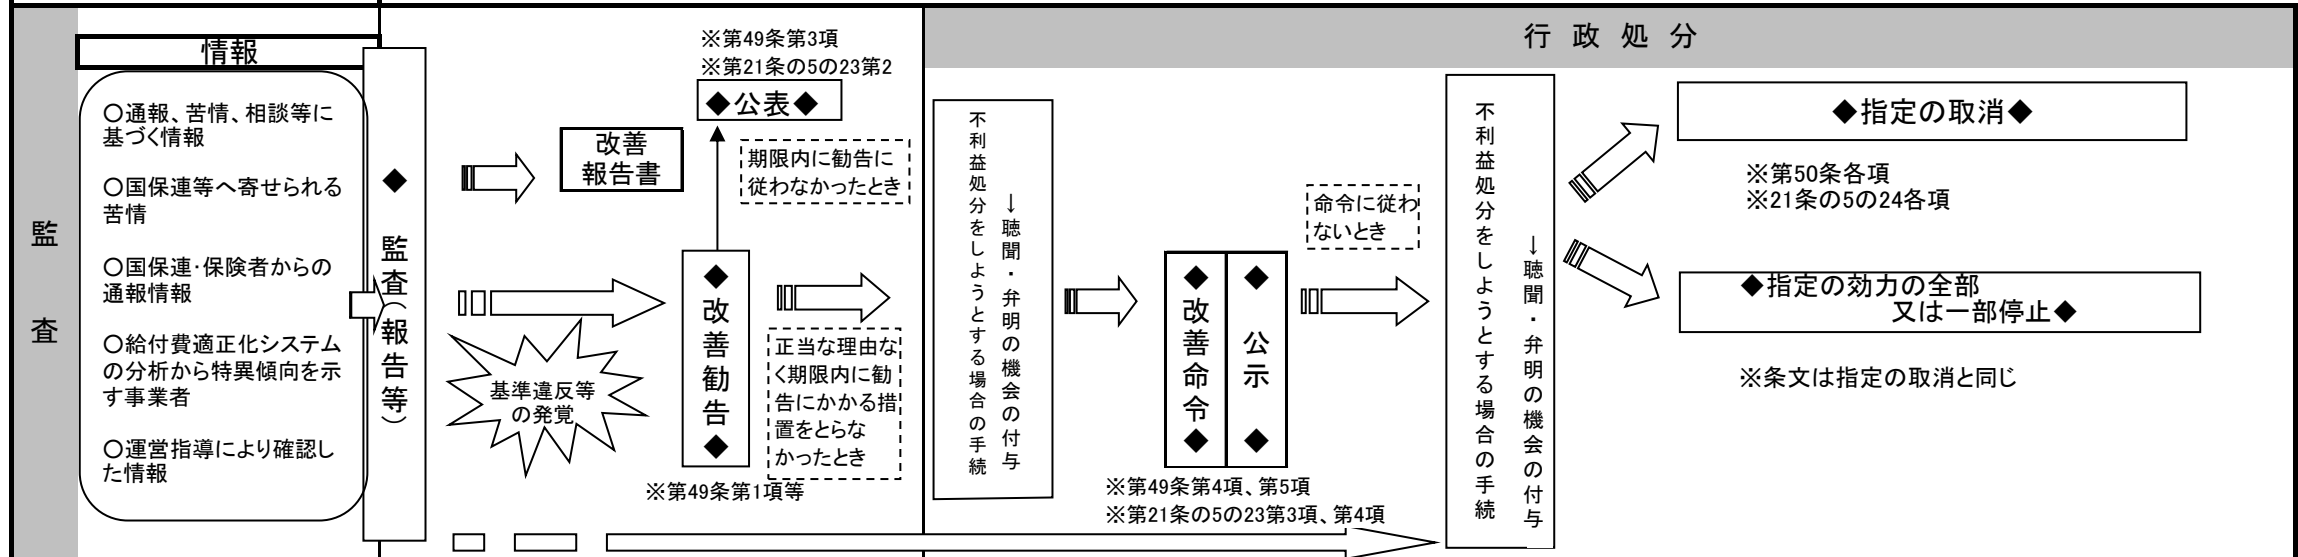 監査
情報
〇通報、苦情、相談等に
基づく情報
〇国保連等へ寄せられる
苦情
〇国保連・保険者からの
通報情報
〇給付費適正化システム
の分析から特異傾向を示
す事業者
〇運営指導により確認し
た情報
◆監査（報告等）
改善
報告書
※第49条第3項
※第21条の5の23第2
◆公表◆
期限内に勧告に
従わなかったとき
基準違反等
の発覚
◆改善勧告◆
※第49条第1項等
正当な理由な
く期限内に勧
告にかかる措
置をとらな
かったとき
行政処分
不利益処分をしようとする場合の手続
→聴聞・弁明の機会の付与
◆改善命令◆
◆公示◆
※第49条第4項、第5項
※第21条の5の23第3項、第4項
命令に従わ
ないとき
不利益処分をしようとする場合の手続
→聴聞・弁明の機会の付与
◆指定の取消◆
※第50条各項
※21条の5の24各項
◆指定の効力の全部
又は一部停止◆
※条文は指定の取消と同じ